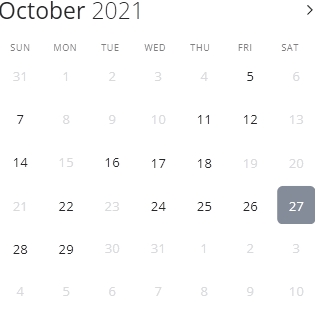 October 2021
SUN MON TUE WED THU FRI SAT
31 1 2 3 4 5 6
7 8 9 10 11 12 13
14 15 16 17 18 19 20
21 22 23 24 25 26 27
28 29 30 31 1 2 3
4 5 6 7 8 9 10